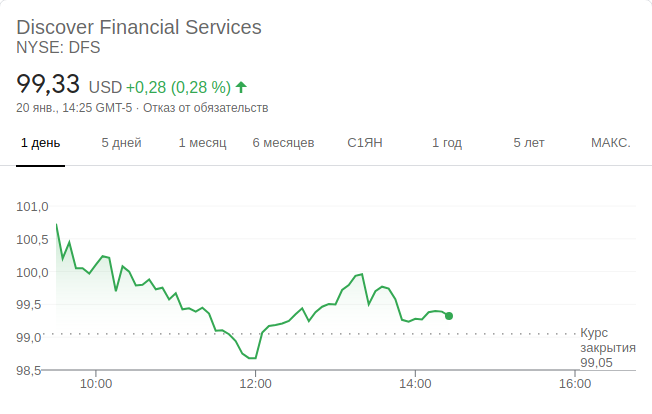 Discover Financial Services
NYSE: DFS
99,33 USD +0,28 (0,28 %)
20 янв., 14:25 GMT-5 · Отказ от обязательств
1 день 5 дней 1 месяц 6 месяцев С1ЯН 1 год 5 лет МАКС.
101,0
100,5
100,0
99,5
99,0
Курс
закрытия
99,05
98,5
10:00 12:00 14:00 16:00